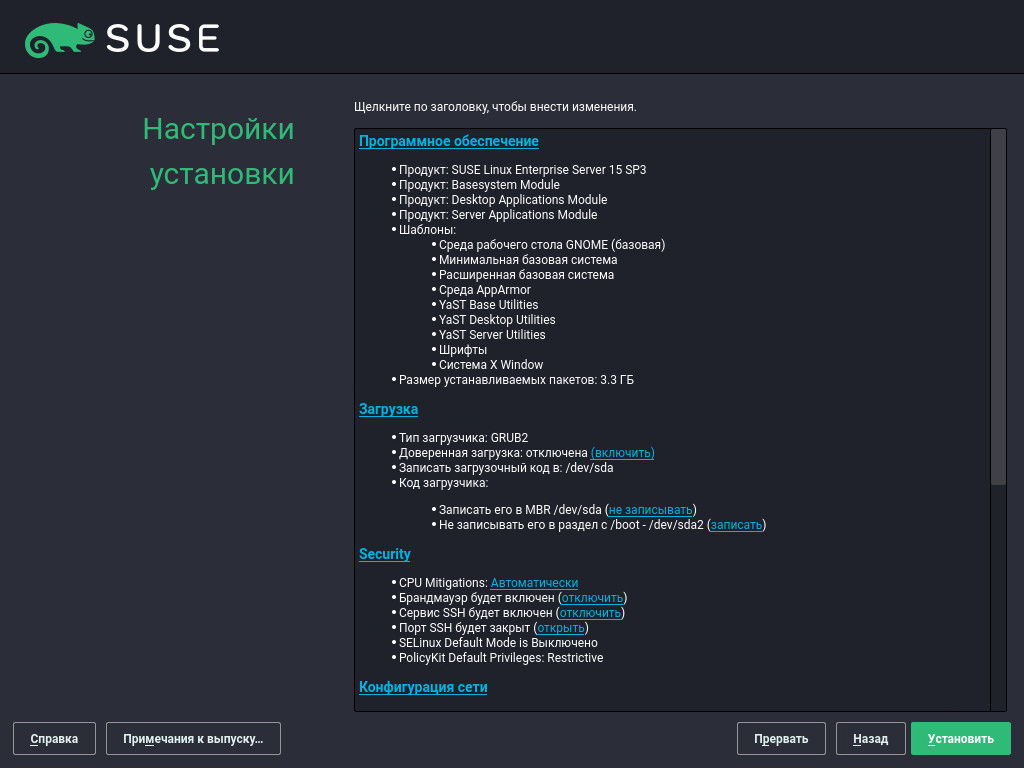 SUSE
Настройки
установки
Щелкните по заголовку, чтобы внести изменения.
Программное обеспечение
• Продукт: SUSE Linux Enterprise Server 15 SP3
• Продукт: Basesystem Module
• Продукт: Desktop Applications Module
• Продукт: Server Applications Module
• Шаблоны:
• Среда рабочего стола GNOME (базовая)
• Минимальная базовая система
• Расширенная базовая система
• Среда AppArmor
• YaST Base Utilities
• YaST Desktop Utilities
• YaST Server Utilities
• Шрифты
• Система X Window
• Размер устанавливаемых пакетов: 3.3 ГБ
Загрузка
• Тип загрузчика: GRUB2
• Доверенная загрузка: отключена (включить)
• Записать загрузочный код в: /dev/sda
• Код загрузчика:
• Записать его в MBR /dev/sda (не записывать)
• Не записывать его в раздел с /boot - /dev/sda2 (записать)
Security
• CPU Mitigations: Автоматически
• Брандмауэр будет включен (отключить)
• Сервис SSH будет включен (отключить)
• Порт SSH будет закрыт (открыть)
• SELinux Default Mode is Выключено
• PolicyKit Default Privileges: Restrictive
Конфигурация сети
Справка
Примечания к выпуску...
Прервать
Назад
Установить